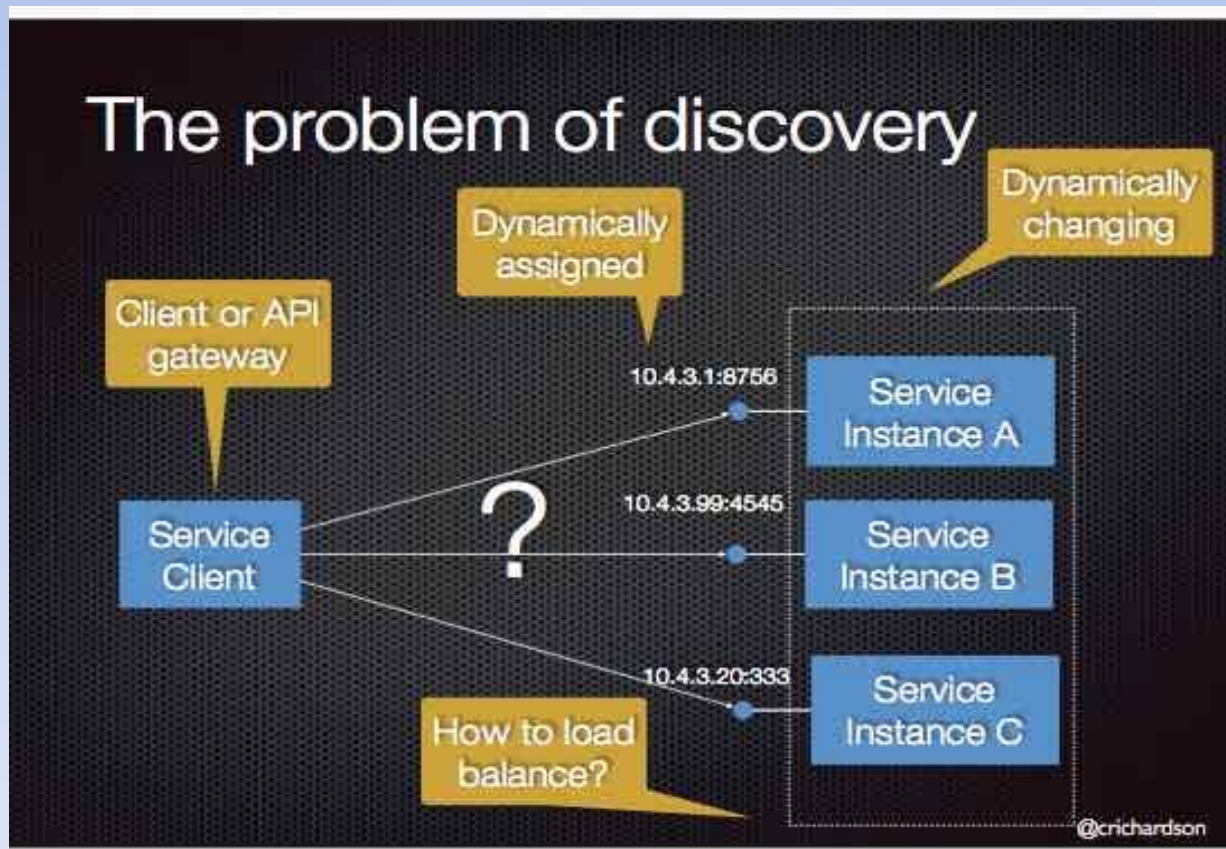 The problem of discovery
Dynamically
changing
Dynamically
assigned
Client or API
gateway
10.4.3.1:8756
Service
Instance A
?
10.4.3.99:4545
Service
Client
Service
Instance B
10.4.3.20:333
Service
Instance C
How to load
balance?
@crichardson